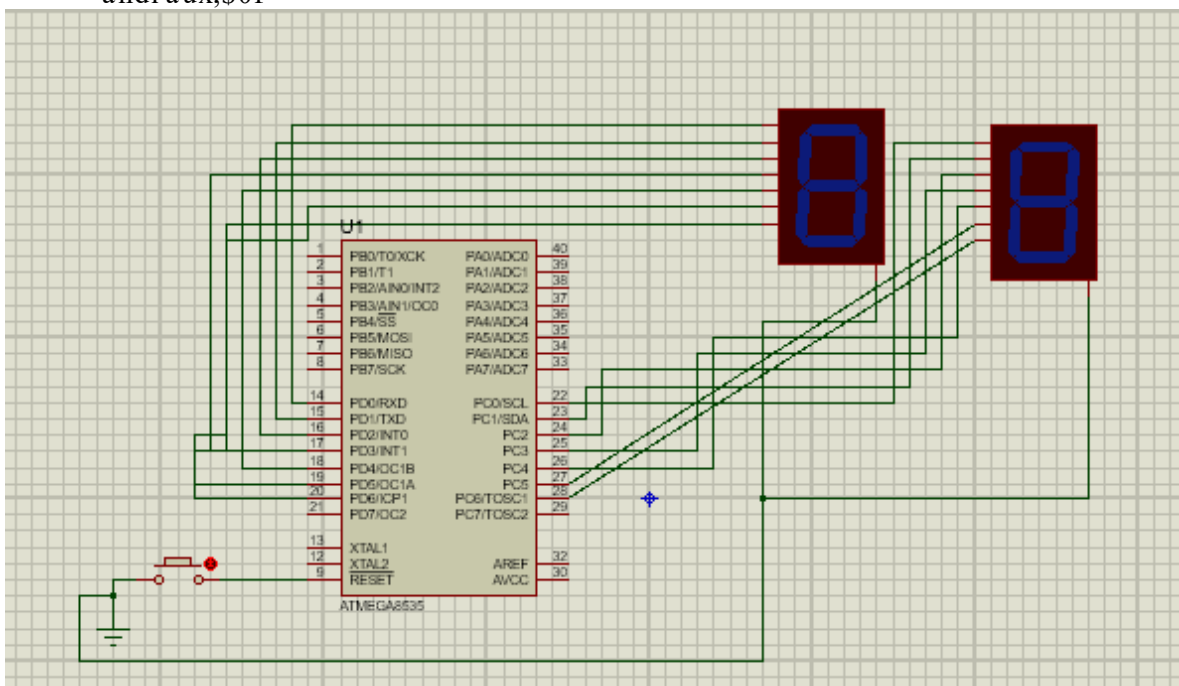 andi aux,$0f
U1
1 PB0/T0/XCK PA0/ADC0 40
2 PB1/T1 PA1/ADC1 39
3 PB2/AIN0/INT2 PA2/ADC2 38
4 PB3/AIN1/OC0 PA3/ADC3 37
5 PB4/SS PA4/ADC4 36
6 PB5/MOSI PA5/ADC5 35
7 PB6/MISO PA6/ADC6 34
8 PB7/SCK PA7/ADC7 33
14 PD0/RXD PC0/SCL 22
15 PD1/TXD PC1/SDA 23
16 PD2/INT0 PC2 24
17 PD3/INT1 PC3 25
18 PD4/OC1B PC4 26
19 PD5/OC1A PC5 27
20 PD6/ICP1 PC6/TOSC1 28
21 PD7/OC2 PC7/TOSC2 29
13 XTAL1
12 XTAL2 AREF 32
9 RESET AVCC 30
ATMEGA8535